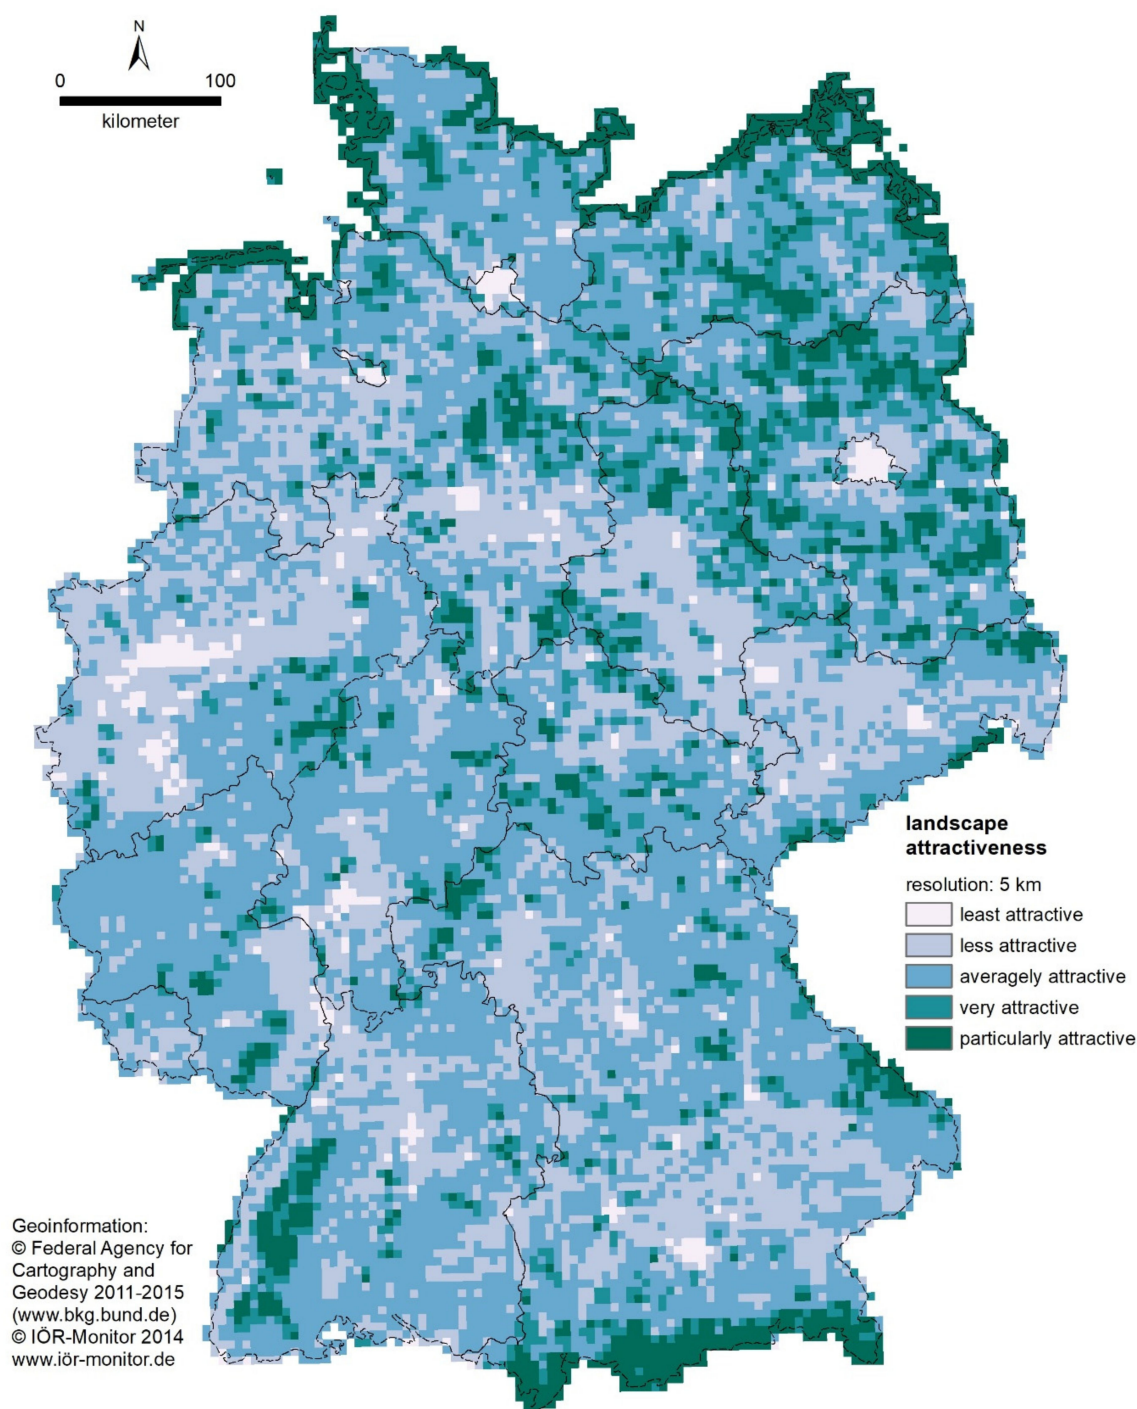 N
0 100
kilometer
landscape
attractiveness
resolution: 5 km
least attractive
less attractive
averagely attractive
very attractive
particularly attractive
Geoinformation:
© Federal Agency for
Cartography and
Geodesy 2011-2015
(www.bkg.bund.de)
© IÖR-Monitor 2014
www.iör-monitor.de